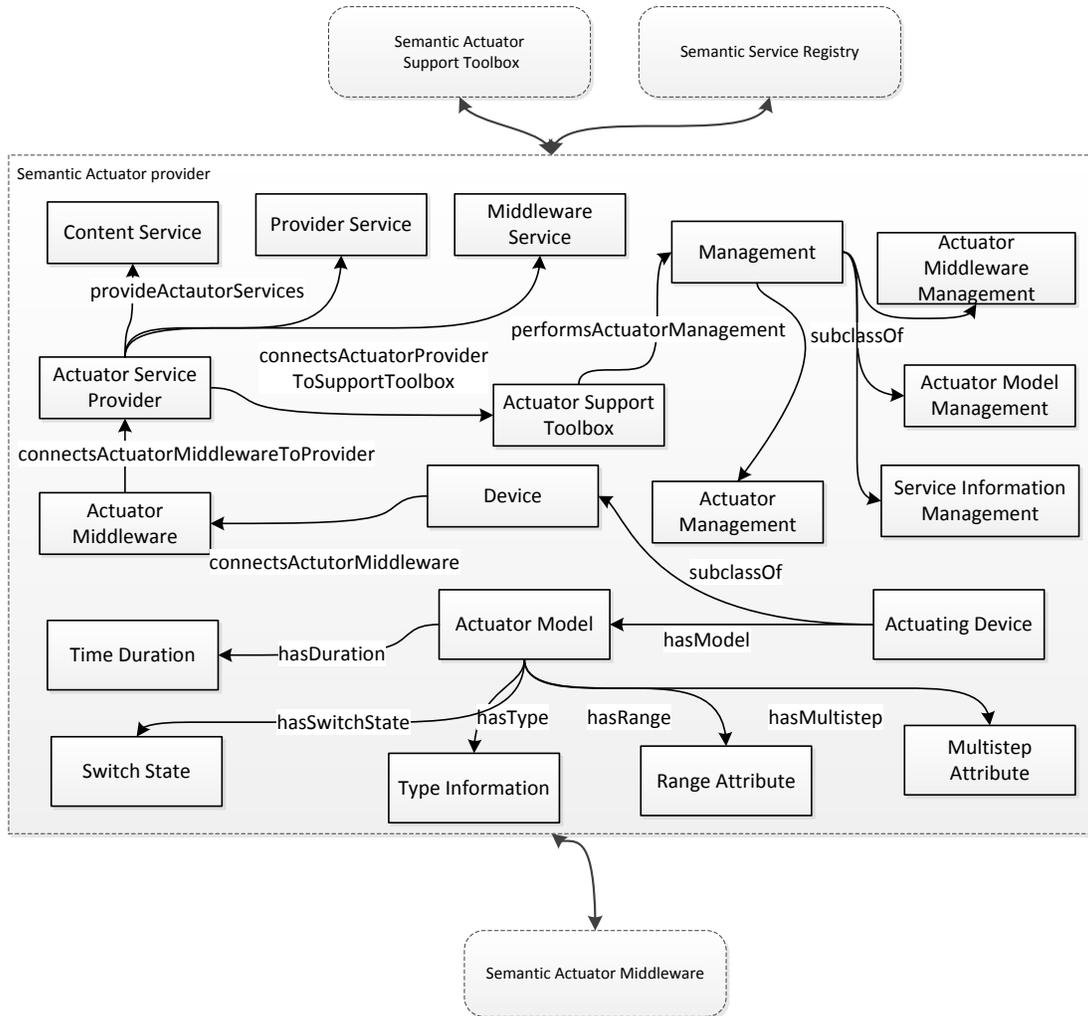 Semantic Actuator
Support Toolbox
Semantic Service Registry
Semantic Actuator provider
Content Service
Provider Service
Middleware
Service
Management
Actuator
Middleware
Management
provideActautorServices
performsActuatorManagement
subclassOf
connectsActuatorProvider
ToSupportToolbox
Actuator Service
Provider
Actuator Support
Toolbox
Actuator Model
Management
connectsActuatorMiddlewareToProvider
Device
Actuator
Management
Service Information
Management
Actuator
Middleware
connectsActutorMiddleware
subclassOf
Actuator Model
Actuating Device
hasModel
Time Duration
hasDuration
hasSwitchState
hasType
hasRange
hasMultistep
Switch State
Type Information
Range Attribute
Multistep
Attribute
Semantic Actuator Middleware